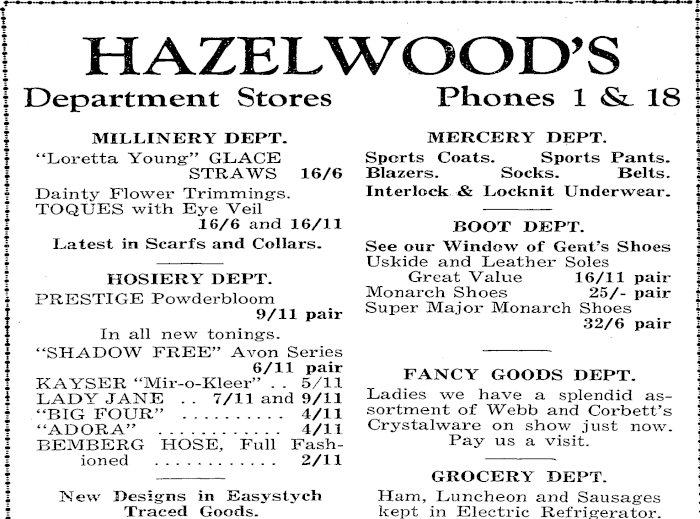 HAZELWOOD'S
Department Stores Phones 1 & 18
MILLINERY DEPT.
"Loretta Young" GLACE
STRAWS 16/6
Dainty Flower Trimmings.
TOQUES with Eye Veil
16/6 and 16/11
Latest in Scarfs and Collars.
HOSIERY DEPT.
PRESTIGE Powderbloom
9/11 pair
In all new tonings.
"SHADOW FREE" Avon Series
6/11 pair
KAYSER "Mir-o-Kleer" .. 5/11
LADY JANE .. 7/11 and 9/11
"BIG FOUR" .......... 4/11
"ADORA" ............ 4/11
BEMBERG HOSE, Full Fash-
ioned ............ 2/11
New Designs in Easystych
Traced Goods.
MERCERY DEPT.
Sports Coats. Sports Pants.
Blazers. Socks. Belts.
Interlock & Locknit Underwear.
BOOT DEPT.
See our Window of Gent's Shoes
Uskide and Leather Soles
Great Value 16/11 pair
Monarch Shoes 25/- pair
Super Major Monarch Shoes
32/6 pair
FANCY GOODS DEPT.
Ladies we have a splendid as-
sortment of Webb and Corbett's
Crystalware on show just now.
Pay us a visit.
GROCERY DEPT.
Ham, Luncheon and Sausages
kept in Electric Refrigerator.